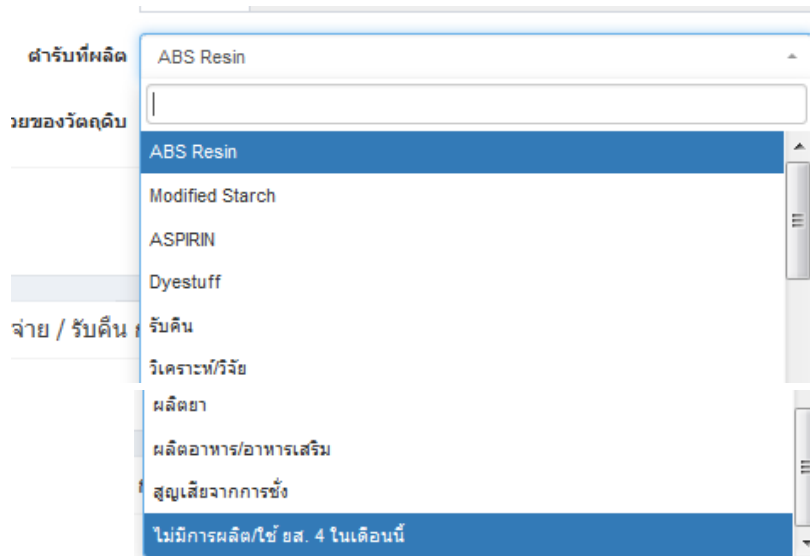 ตำรับที่ผลิต
ABS Resin
วยของวัตถุดิบ
ABS Resin
Modified Starch
ASPIRIN
Dyestuff
จ่าย / รับคืน
รับคืน
วิเคราะห์/วิจัย
ผลิตยา
ผลิตอาหาร/อาหารเสริม
สูญเสียจากการชั่ง
ไม่มีการผลิต/ใช้ ยส. 4 ในเดือนนี้